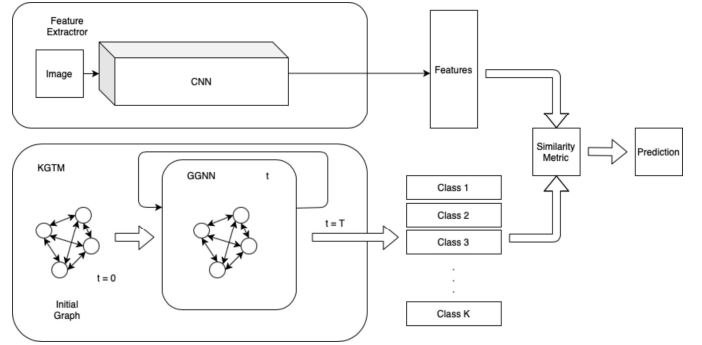 Feature
Extractror
Image
CNN
Features
Similarity
Metric
Prediction
KGTM
GGNN
t
t = 0
Initial
Graph
t = T
Class 1
Class 2
Class 3
.
.
.
Class K